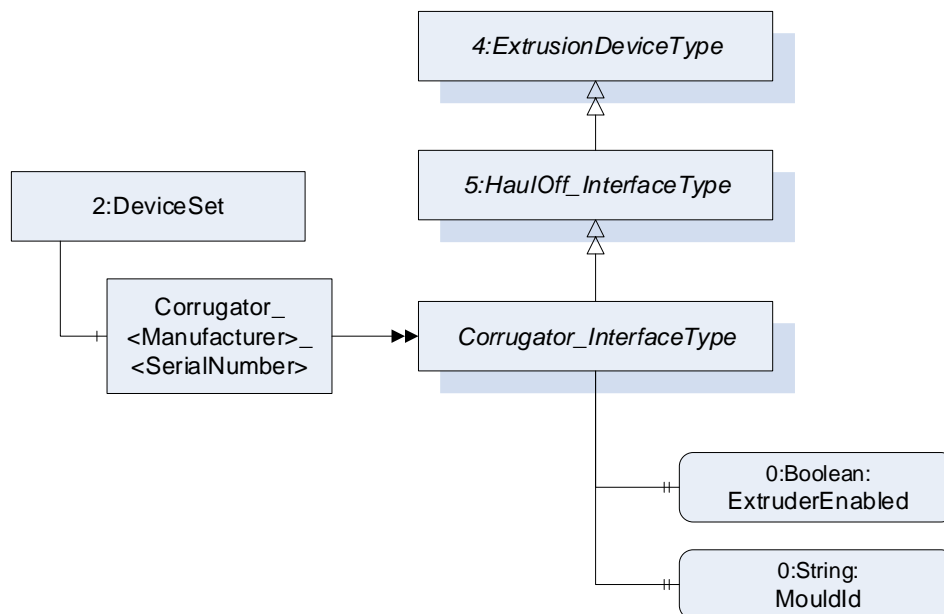 4:ExtrusionDeviceType
5:HaulOff_InterfaceType
2:DeviceSet
Corrugator_
<Manufacturer>_
<SerialNumber>
Corrugator_InterfaceType
0:Boolean:
ExtruderEnabled
0:String:
MouldId